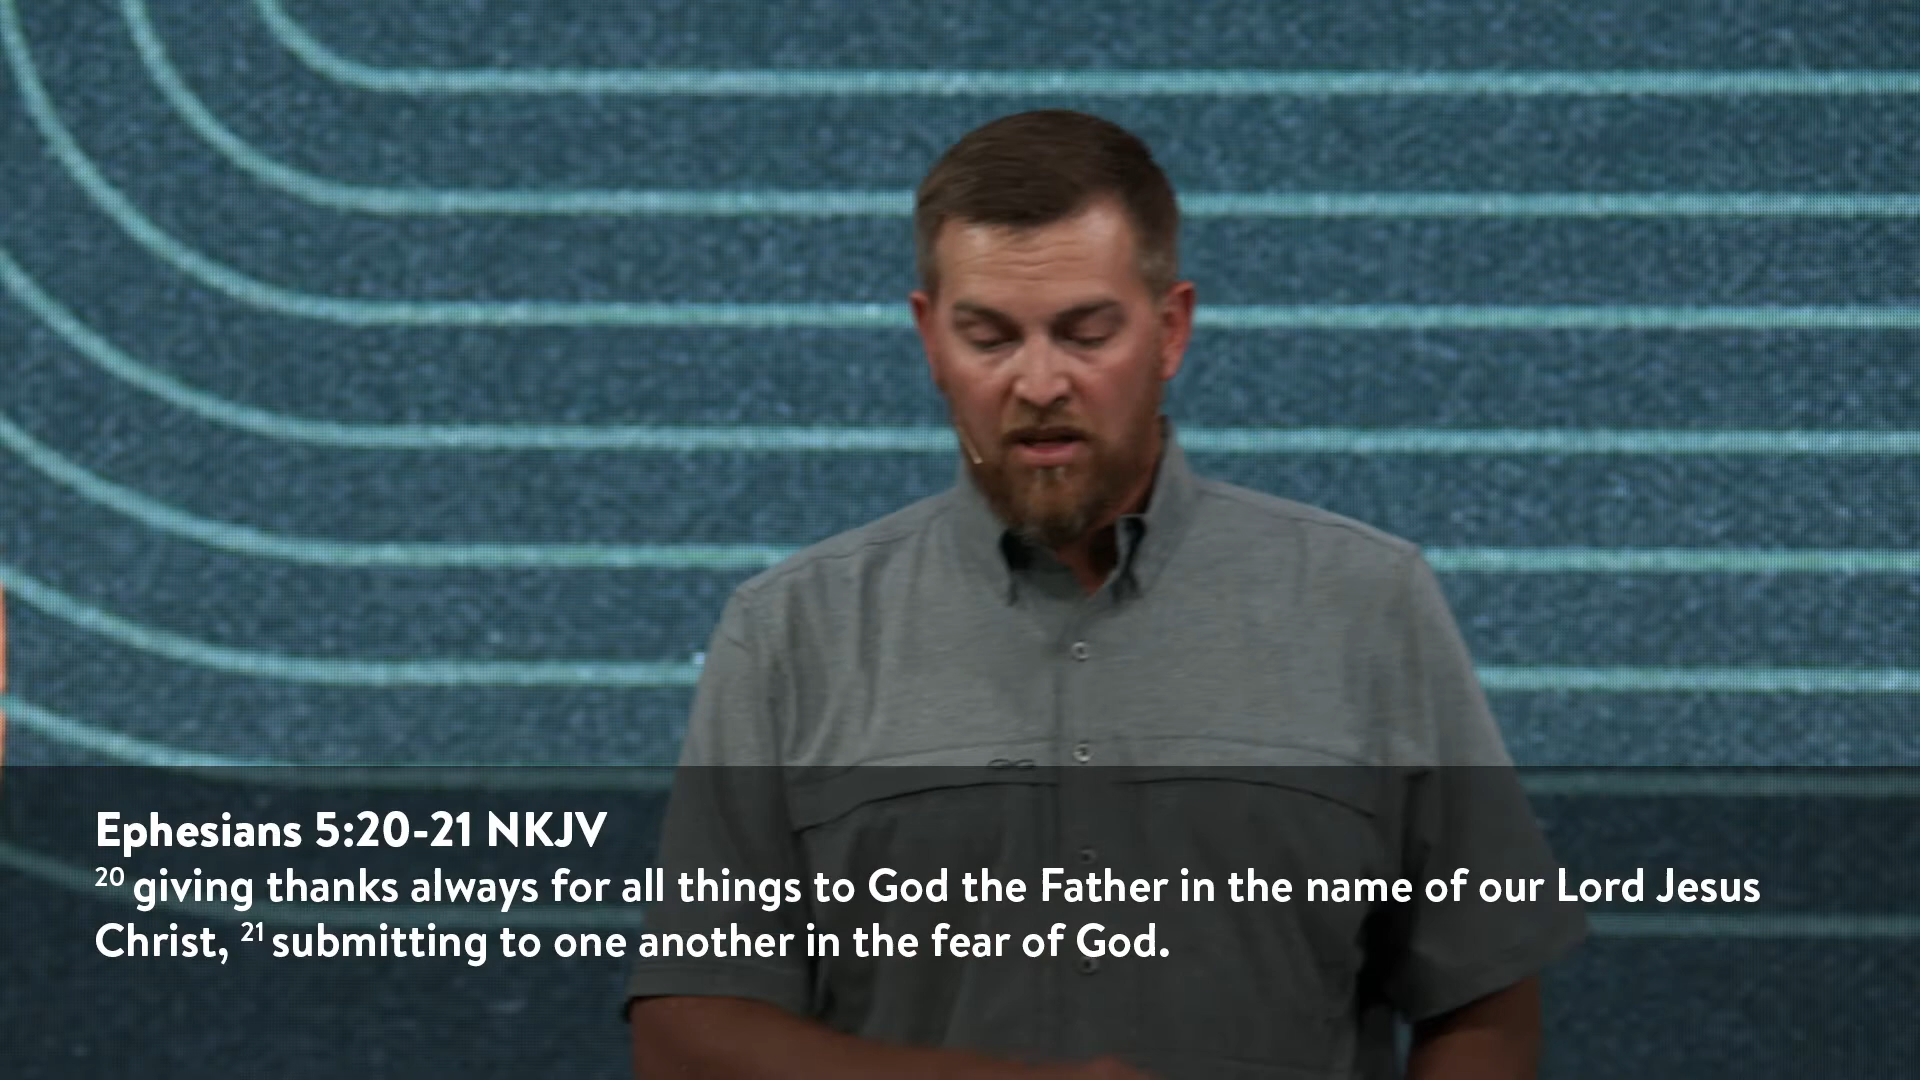 Ephesians 5:20-21 NKJV
20 giving thanks always for all things to God the Father in the name of our Lord Jesus
Christ, 21 submitting to one another in the fear of God.